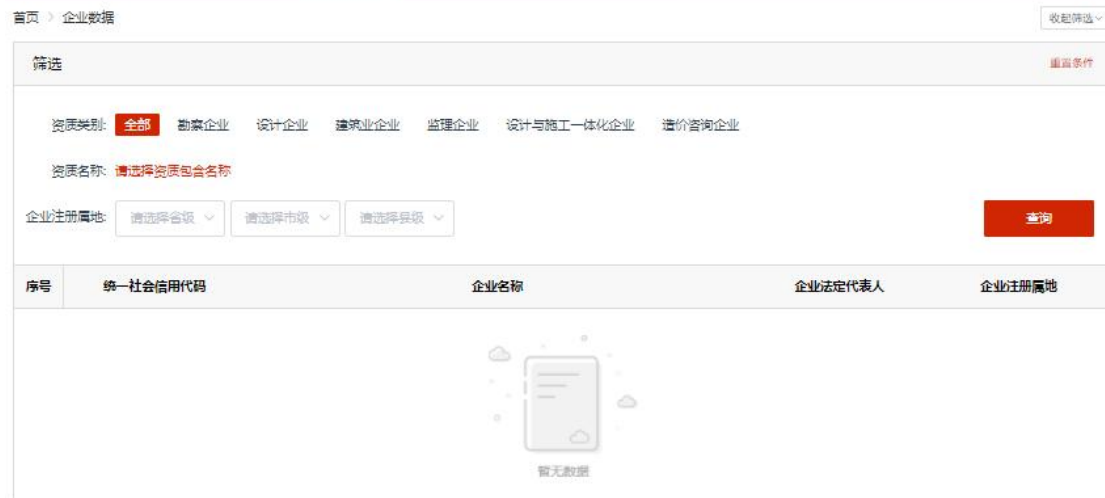 首页 > 企业数据 收起筛选
筛选 重置条件
资质类别: 全部 勘察企业 设计企业 建筑业企业 监理企业 设计与施工一体化企业 造价咨询企业
资质名称: 请选择资质包含名称
企业注册属地: 请选择省级 请选择市级 请选择县级 查询
序号 统一社会信用代码 企业名称 企业法定代表人 企业注册属地
暂无数据